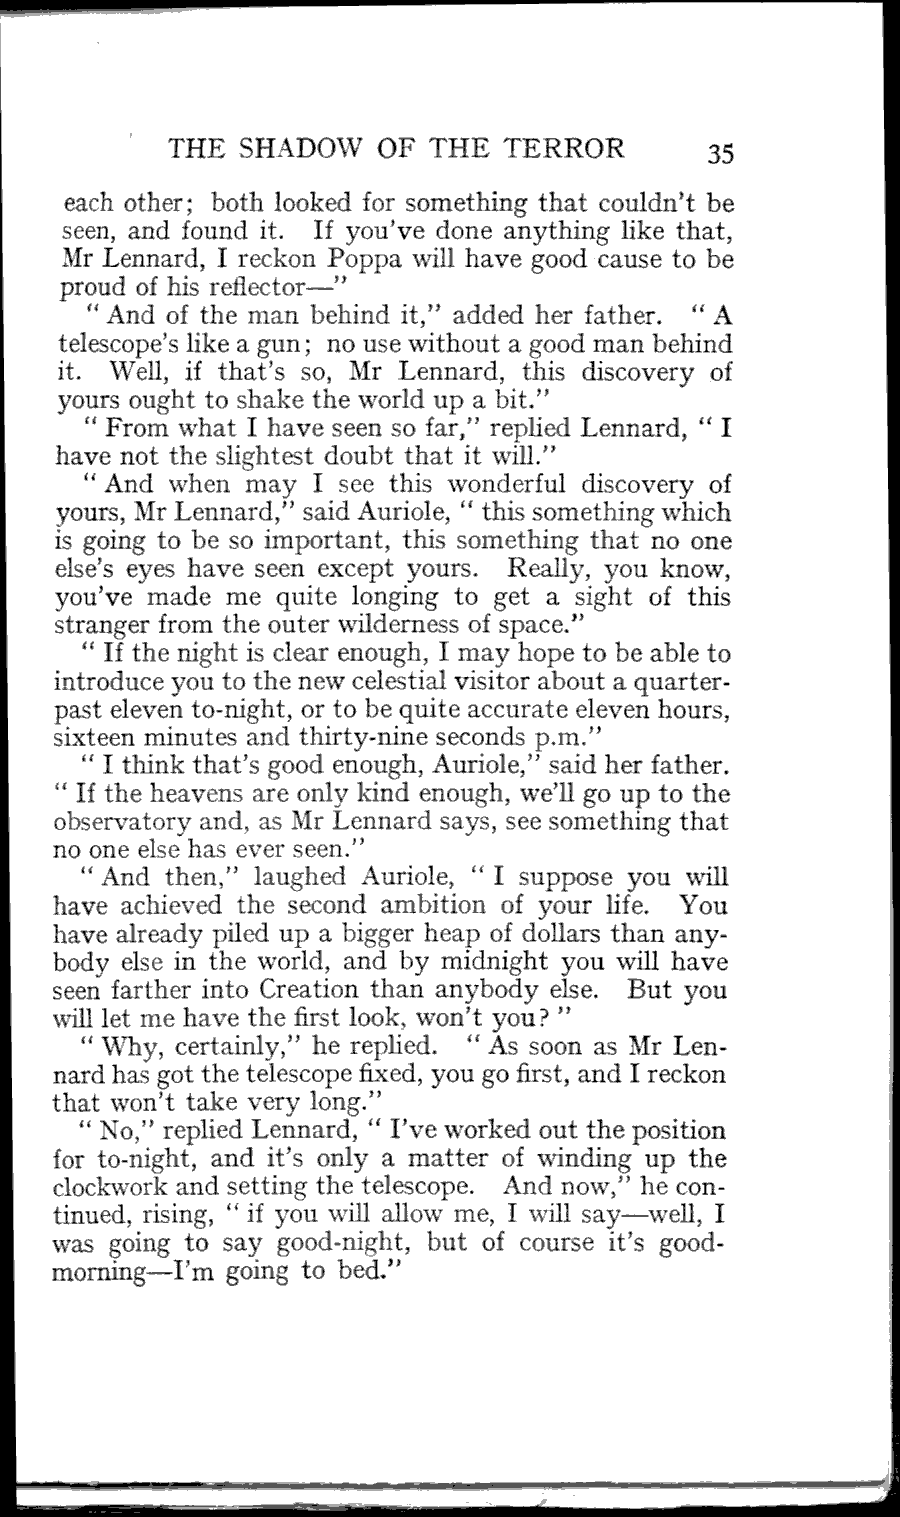 THE SHADOW OF THE TERROR 35
each other; both looked for something that couldn't be
seen, and found it. If you've done anything like that,
Mr Lennard, I reckon Poppa will have good cause to be
proud of his reflector—"
" And of the man behind it," added her father. " A
telescope's like a gun; no use without a good man behind
it. Well, if that's so, Mr Lennard, this discovery of
yours ought to shake the world up a bit."
" From what I have seen so far," replied Lennard, " I
have not the slightest doubt that it will."
" And when may I see this wonderful discovery of
yours, Mr Lennard," said Auriole, " this something which
is going to be so important, this something that no one
else's eyes have seen except yours. Really, you know,
you've made me quite longing to get a sight of this
stranger from the outer wilderness of space."
" If the night is clear enough, I may hope to be able to
introduce you to the new celestial visitor about a quarter-
past eleven to-night, or to be quite accurate eleven hours,
sixteen minutes and thirty-nine seconds p.m."
" I think that's good enough, Auriole," said her father.
" If the heavens are only kind enough, we'll go up to the
observatory and, as Mr Lennard says, see something that
no one else has ever seen."
" And then," laughed Auriole, " I suppose you will
have achieved the second ambition of your life. You
have already piled up a bigger heap of dollars than any-
body else in the world, and by midnight you will have
seen farther into Creation than anybody else. But you
will let me have the first look, won't you? "
" Why, certainly," he replied. " As soon as Mr Len-
nard has got the telescope fixed, you go first, and I reckon
that won't take very long."
" No," replied Lennard, " I've worked out the position
for to-night, and it's only a matter of winding up the
clockwork and setting the telescope. And now," he con-
tinued, rising, " if you will allow me, I will say—well, I
was going to say good-night, but of course it's good-
morning—I'm going to bed."